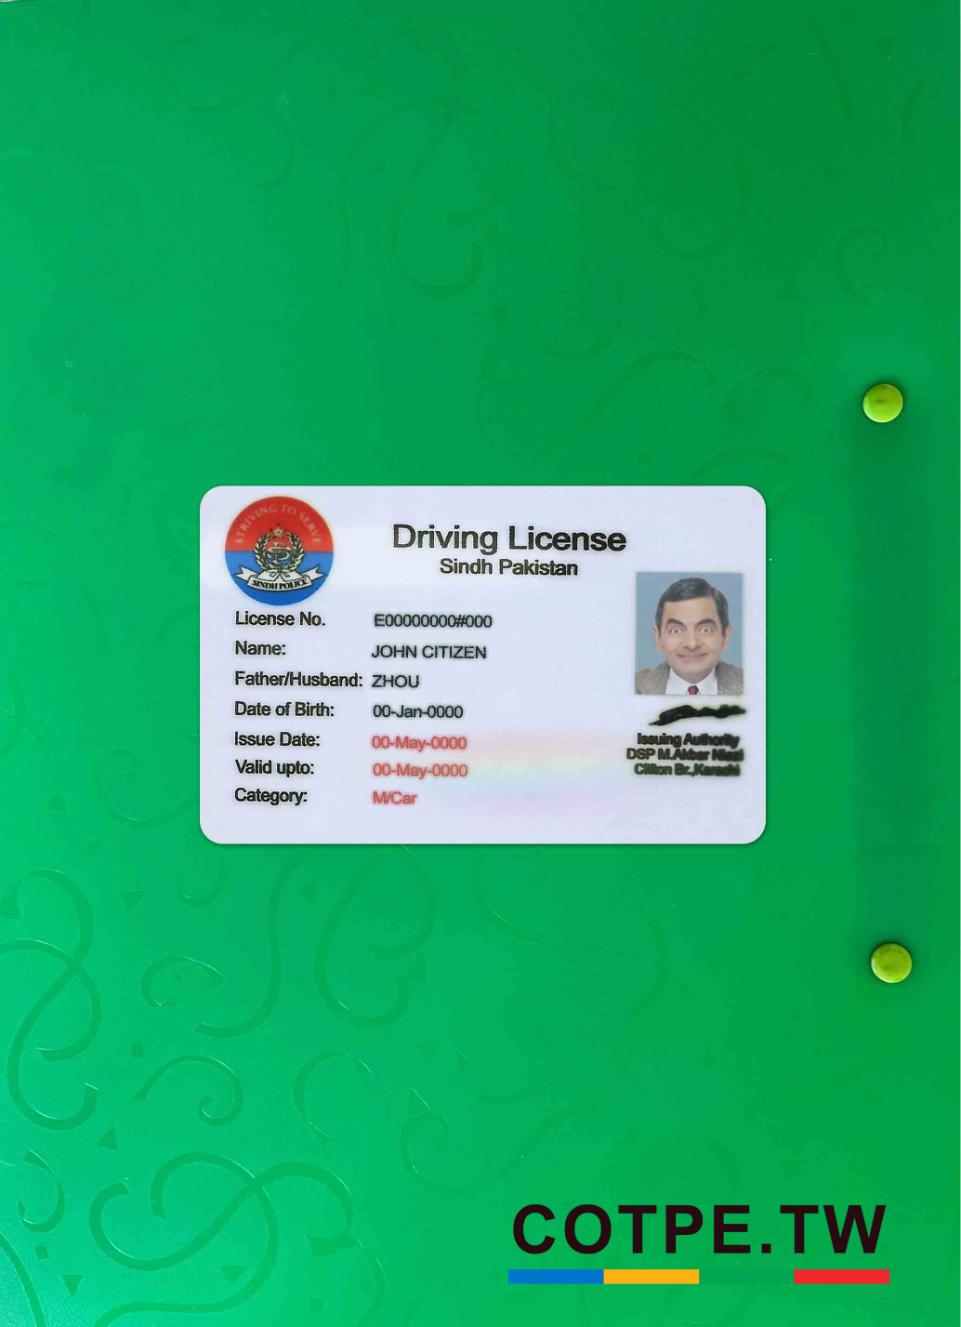 STRIVING TO SERVE
SINDH POLICE
Driving License
Sindh Pakistan
License No. E00000000#000
Name: JOHN CITIZEN
Father/Husband: ZHOU
Date of Birth: 00-Jan-0000
Issue Date: 00-May-0000
Valid upto: 00-May-0000
Category: M/Car
Issuing Authority
DSP M.Akbar Niazi
Clifton Br.,Karachi
COTPE.TW